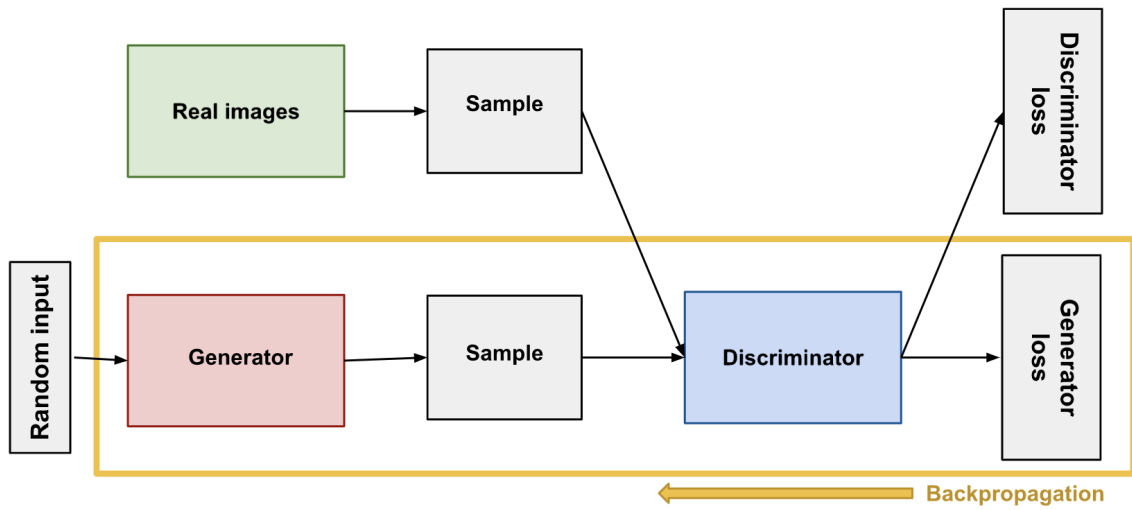 Real images
Sample
Discriminator
loss
Random input
Generator
Sample
Discriminator
Generator
loss
Backpropagation